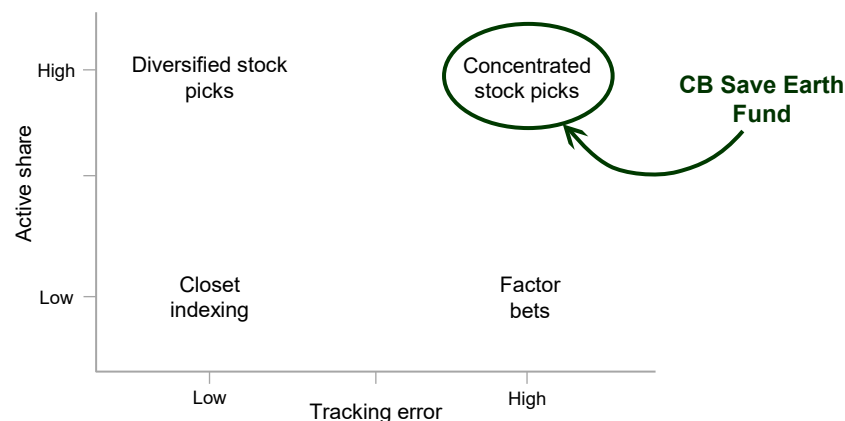 High
Diversified stock
picks
Concentrated
stock picks
CB Save Earth
Fund
Active share
Low
Closet
indexing
Factor
bets
Low
High
Tracking error